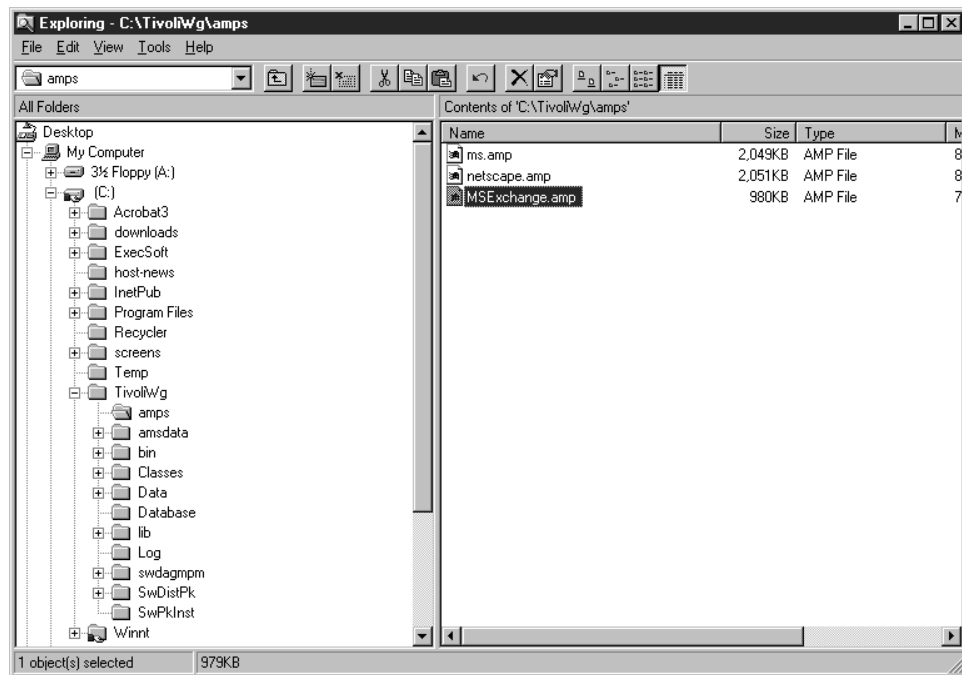 Exploring - C:\TivoliWg\amps
File Edit View Tools Help
amps
All Folders
Contents of 'C:\TivoliWg\amps'
Desktop
My Computer
3½ Floppy (A:)
(C:)
Acrobat3
downloads
ExecSoft
host-news
InetPub
Program Files
Recycler
screens
Temp
TivoliWg
amps
amsdata
bin
Classes
Data
Database
lib
Log
swdagmpm
SwDistPk
SwPkInst
Winnt
Name Size Type
ms.amp 2,049KB AMP File 8
netscape.amp 2,051KB AMP File 8
MSExchange.amp 980KB AMP File 7
1 object(s) selected 979KB